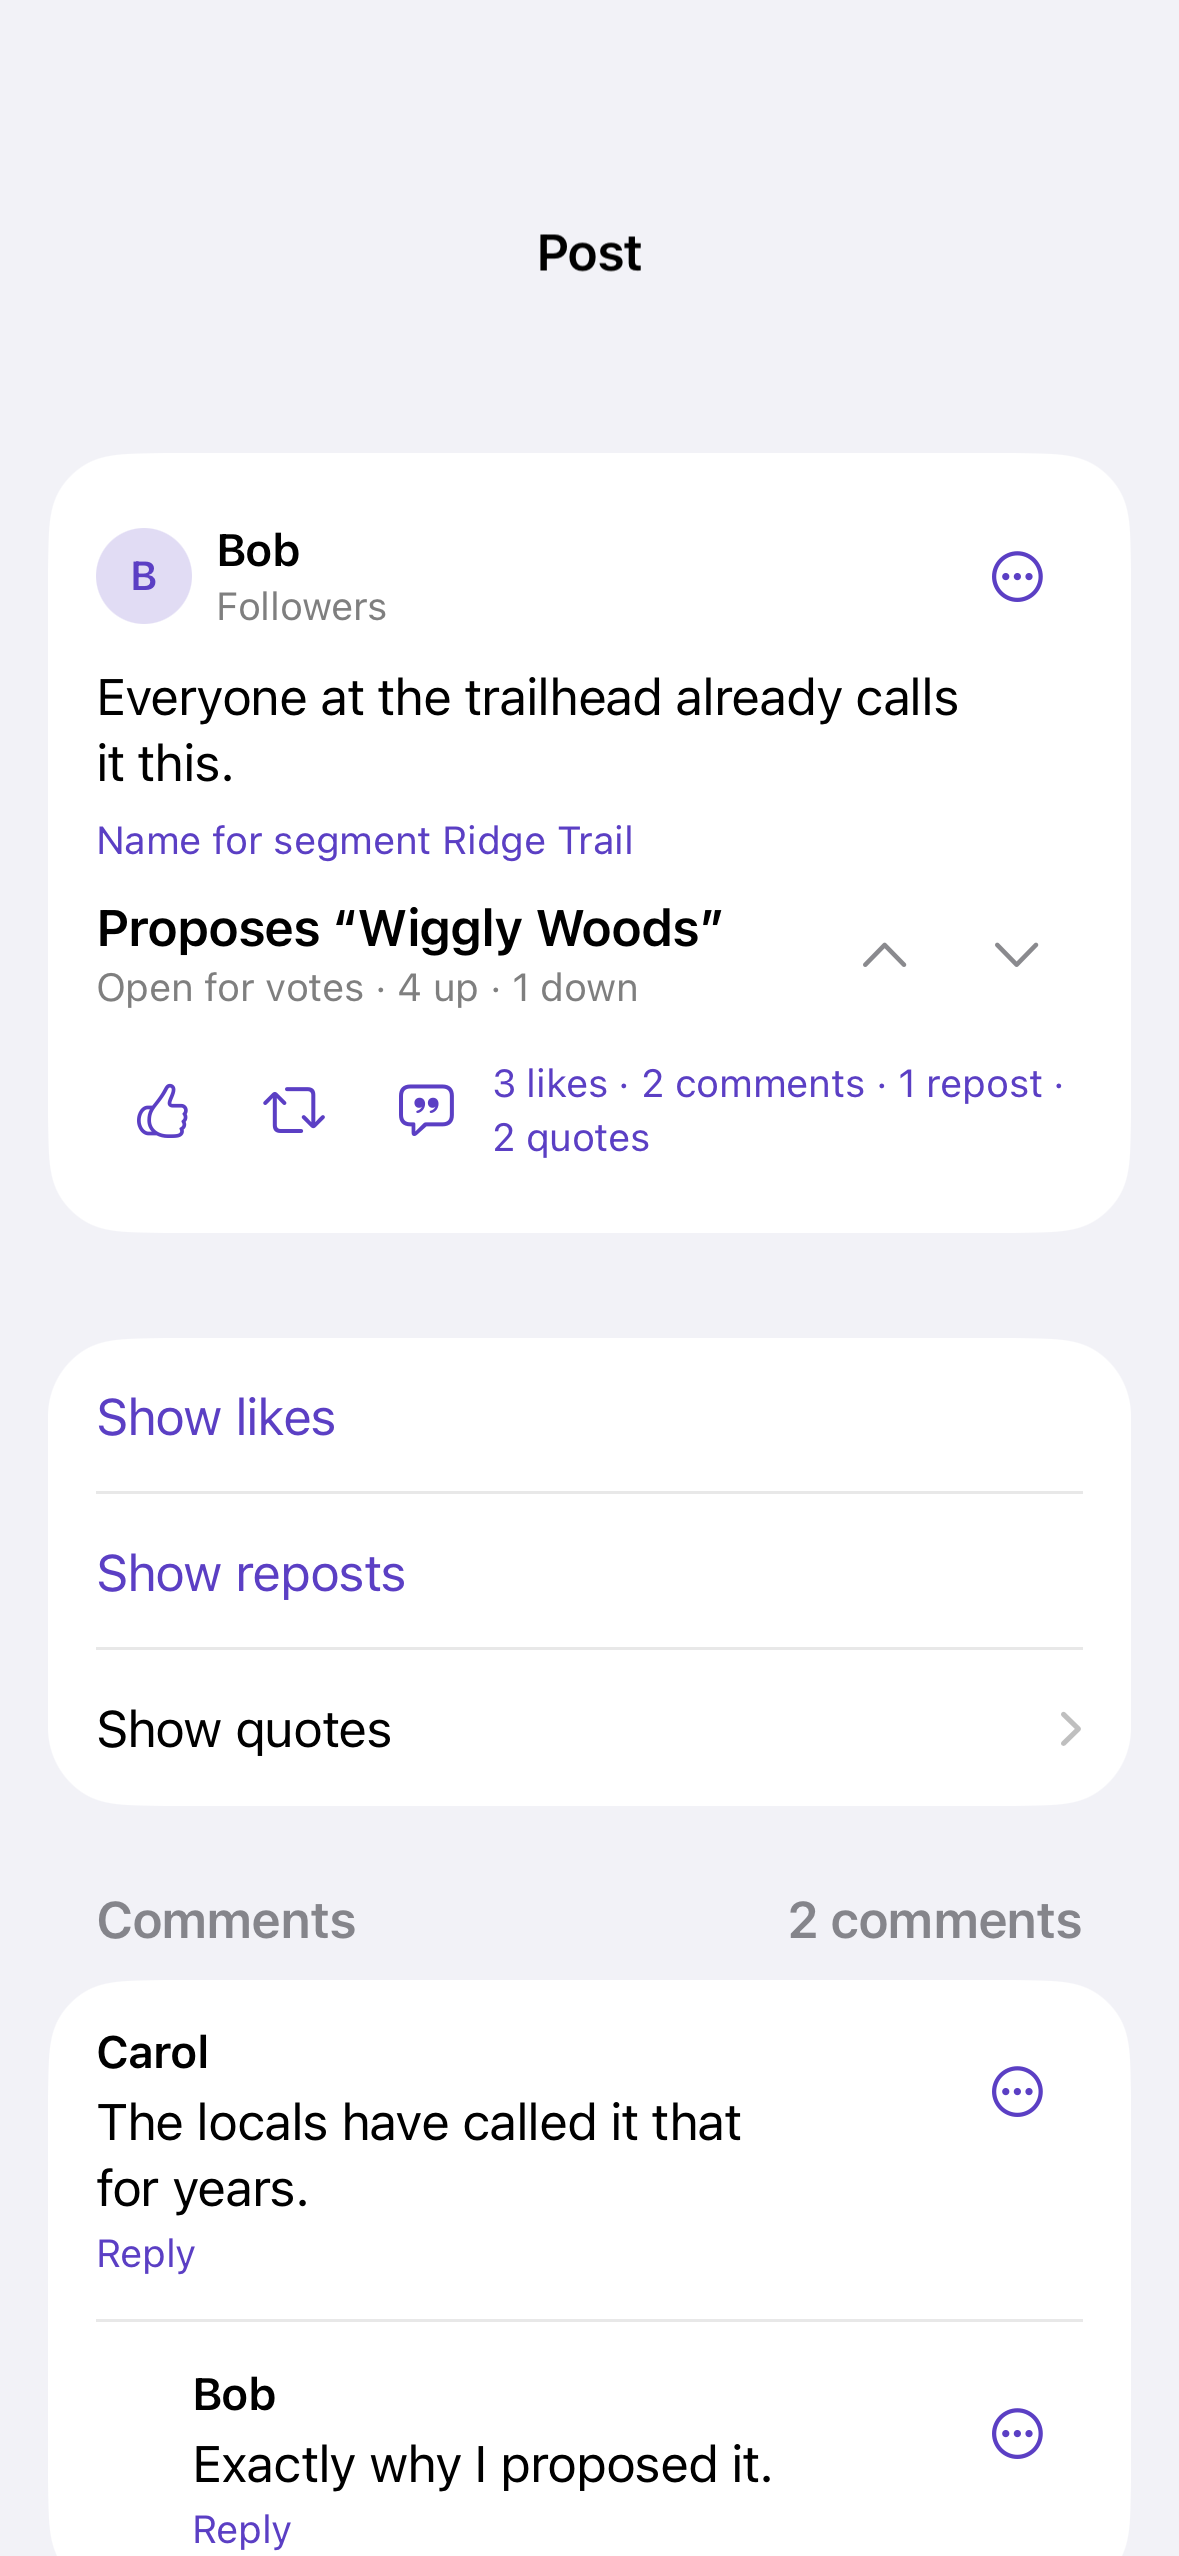 Post
B
Bob
Followers
Everyone at the trailhead already calls
it this.
Name for segment Ridge Trail
Proposes “Wiggly Woods”
Open for votes · 4 up · 1 down
3 likes · 2 comments · 1 repost ·
2 quotes
Show likes
Show reposts
Show quotes
Comments
2 comments
Carol
The locals have called it that
for years.
Reply
Bob
Exactly why I proposed it.
Reply